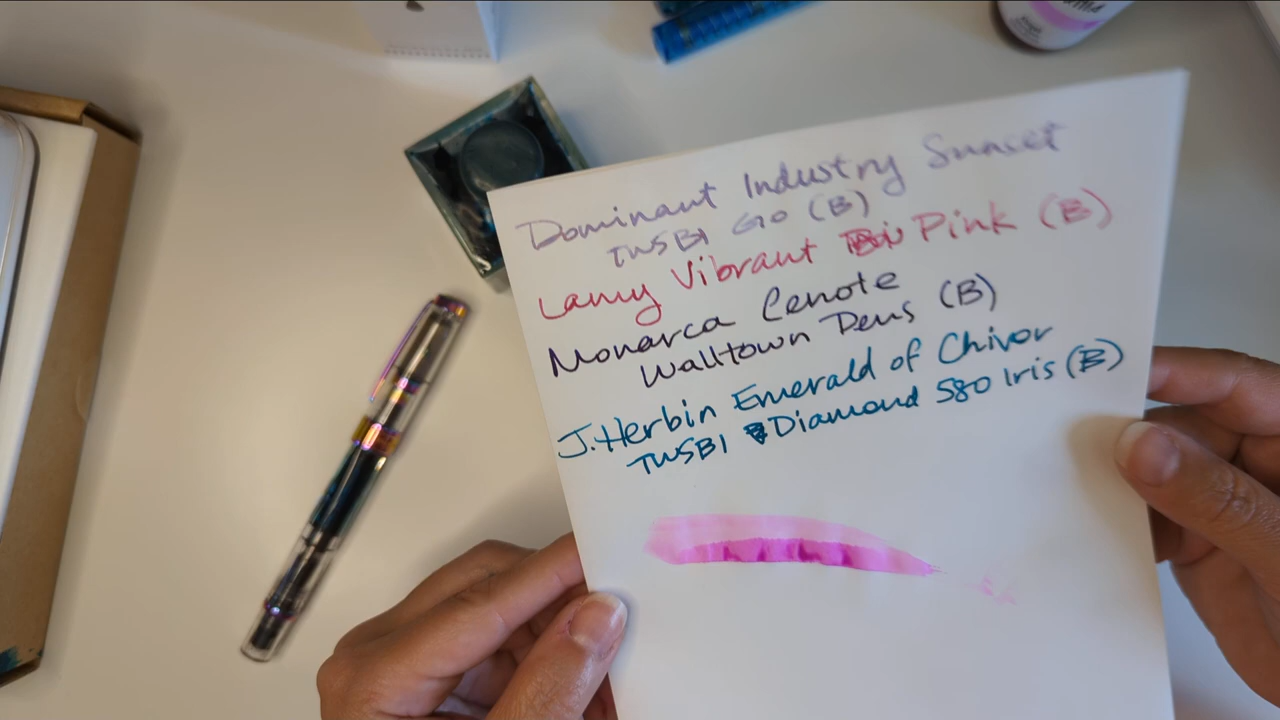 Dominant Industry Sunset
TWSBI GO (B)
Lamy Vibrant Pink (B)
Monarca Cenote
Walltown Dens (B)
J. Herbin Emerald of Chivor
TWSBI Diamond 580 Iris (B)